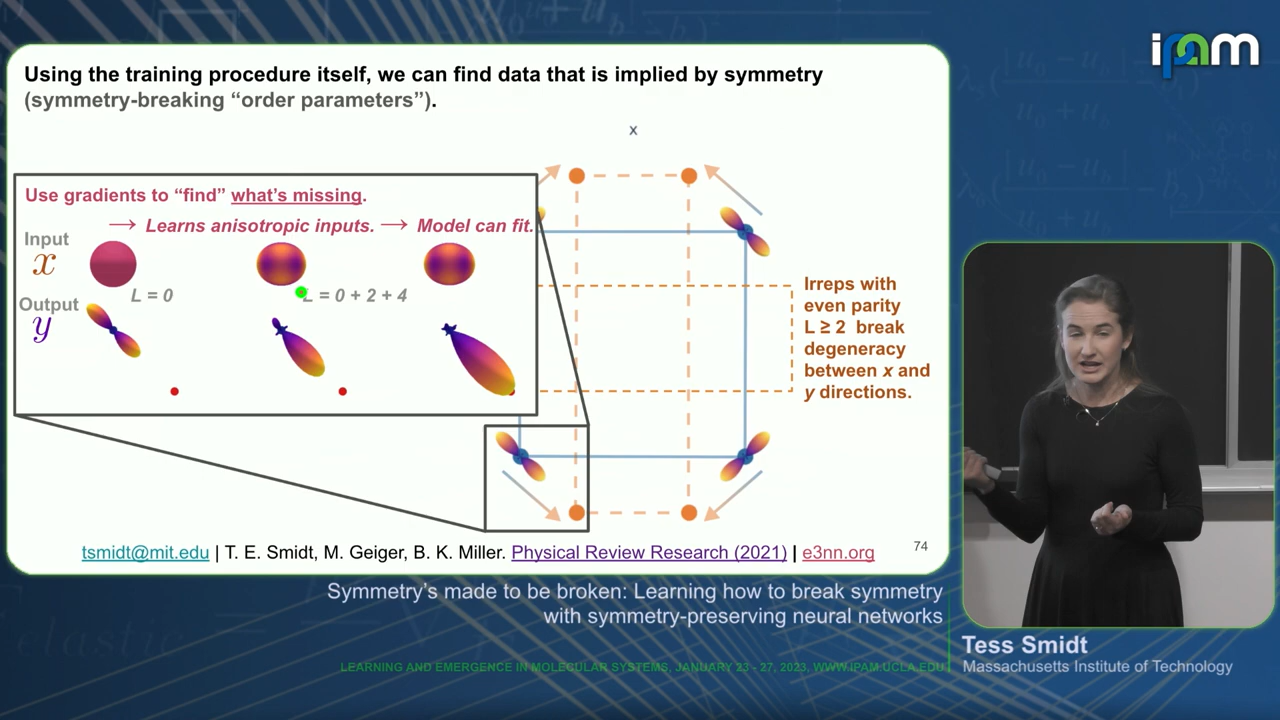 ipam
Using the training procedure itself, we can find data that is implied by symmetry
(symmetry-breaking “order parameters”).
x
Use gradients to “find” what’s missing.
→ Learns anisotropic inputs. → Model can fit.
Input
x
L = 0
L = 0 + 2 + 4
Output
y
Irreps with
even parity
L ≥ 2 break
degeneracy
between x and
y directions.
tsmidt@mit.edu | T. E. Smidt, M. Geiger, B. K. Miller. Physical Review Research (2021) | e3nn.org
74
Symmetry’s made to be broken: Learning how to break symmetry
with symmetry-preserving neural networks
Tess Smidt
Massachusetts Institute of Technology
LEARNING AND EMERGENCE IN MOLECULAR SYSTEMS, JANUARY 23 - 27, 2023, WWW.IPAM.UCLA.EDU
elastic